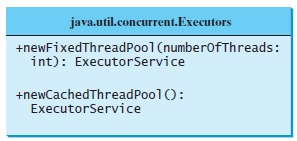 java.util.concurrent.Executors
+newFixedThreadPool(numberOfThreads:
int): ExecutorService
+newCachedThreadPool():
ExecutorService